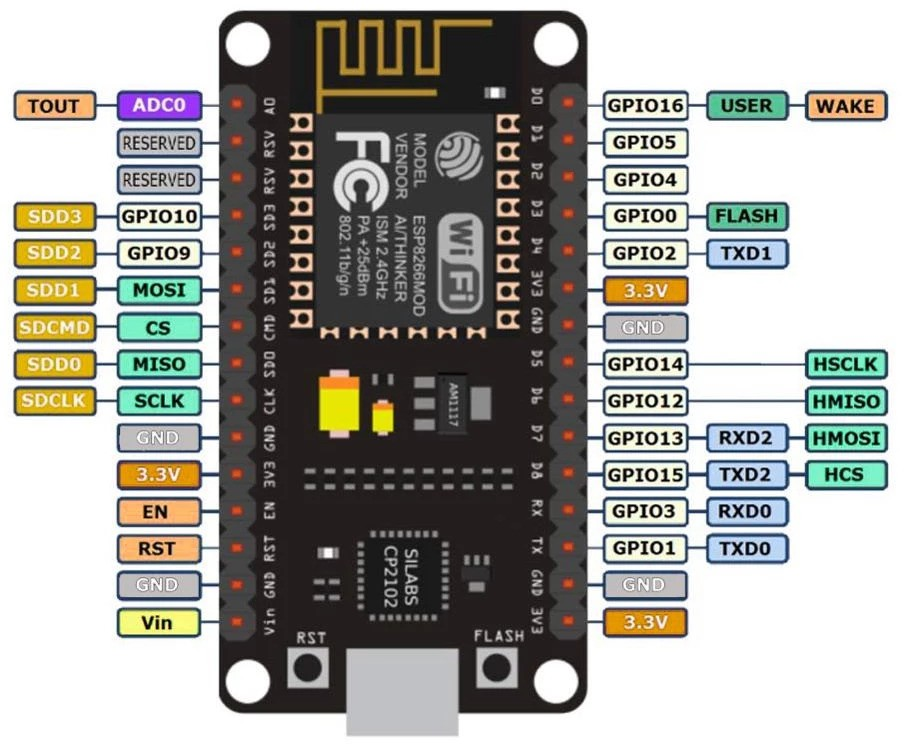 TOUT ADC0 A0 D0 GPIO16 USER WAKE
RESERVED RSV D1 GPIO5
RESERVED RSV D2 GPIO4
SDD3 GPIO10 SD3 D3 GPIO0 FLASH
SDD2 GPIO9 SD2 D4 GPIO2 TXD1
SDD1 MOSI SD1 3V3 3.3V
SDCMD CS CMD GND GND
SDD0 MISO SDO D5 GPIO14 HSCLK
SDCLK SCLK CLK D6 GPIO12 HMISO
GND GND D7 GPIO13 RXD2 HMOSI
3.3V 3V3 D8 GPIO15 TXD2 HCS
EN EN RX GPIO3 RXD0
RST RST TX GPIO1 TXD0
GND GND GND GND
Vin Vin 3V3 3.3V
MODEL ESP8266MOD
VENDOR AI/THINKER
ISM 2.4GHz
PA +25dBm
802.11b/g/n
FC
WiFi
AM1117
SILABS
CP2102
RST
FLASH